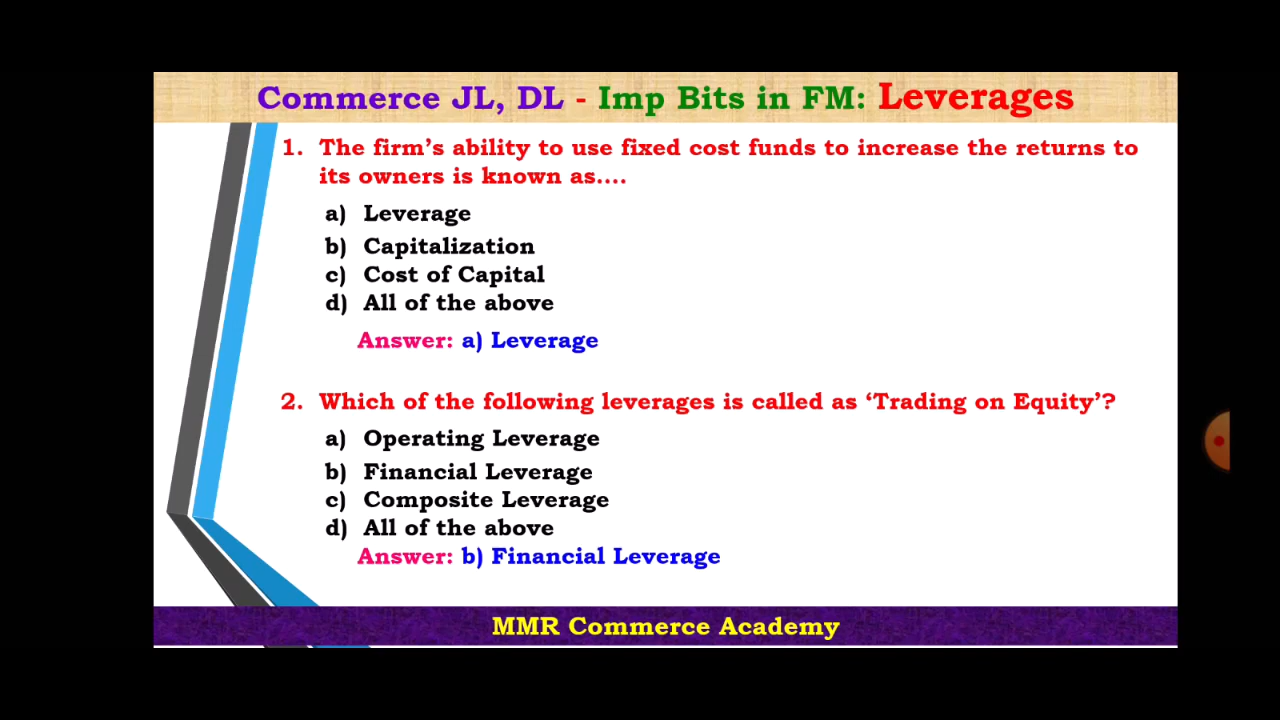 Commerce JL, DL - Imp Bits in FM: Leverages
1. The firm's ability to use fixed cost funds to increase the returns to
its owners is known as....
a) Leverage
b) Capitalization
c) Cost of Capital
d) All of the above
Answer: a) Leverage
2. Which of the following leverages is called as ‘Trading on Equity’?
a) Operating Leverage
b) Financial Leverage
c) Composite Leverage
d) All of the above
Answer: b) Financial Leverage
MMR Commerce Academy